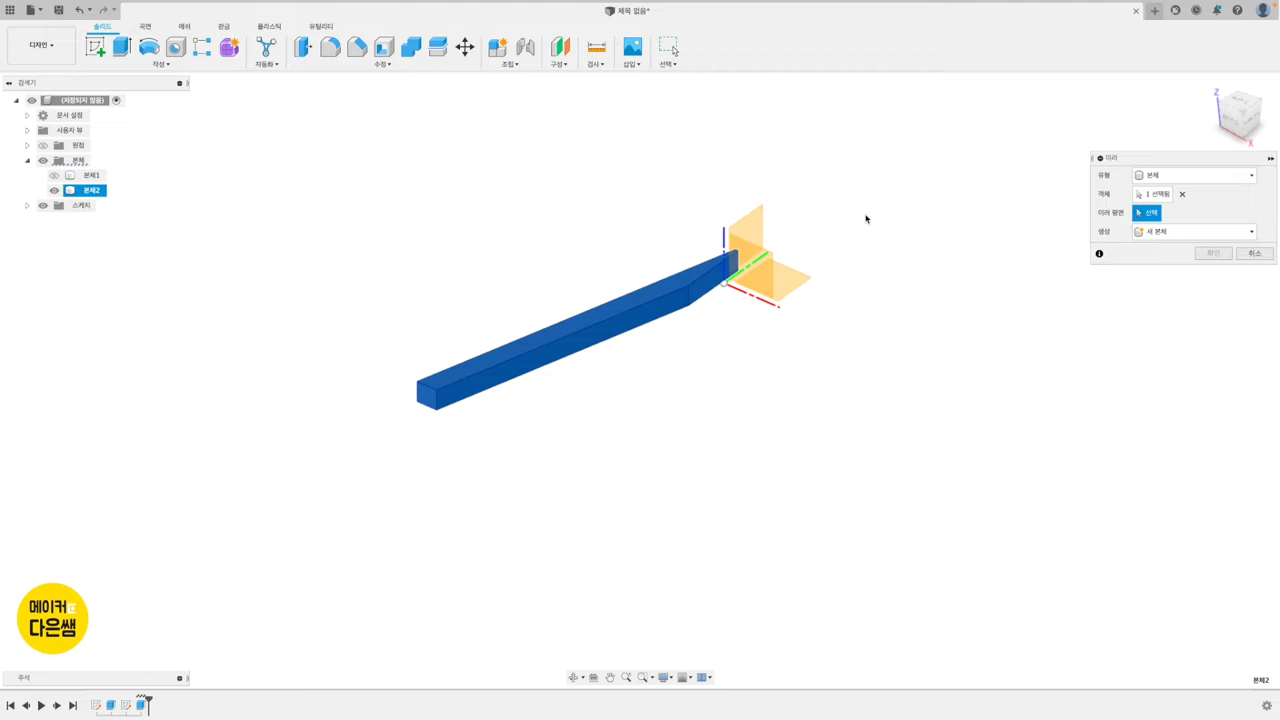 제목 없음*
디자인
솔리드 곡면 메쉬 판금 플라스틱 유틸리티
작성 자동화 수정 조립 구성 검사 삽입 선택
검색기
(저장되지 않음)
문서 설정
사용자 뷰
원점
본체
본체1
본체2
스케치
Z
X
미러
유형 본체
객체 1 선택됨
미러 평면 선택
생성 새 본체
확인 취소
메이커
다은쌤
주석
본체2